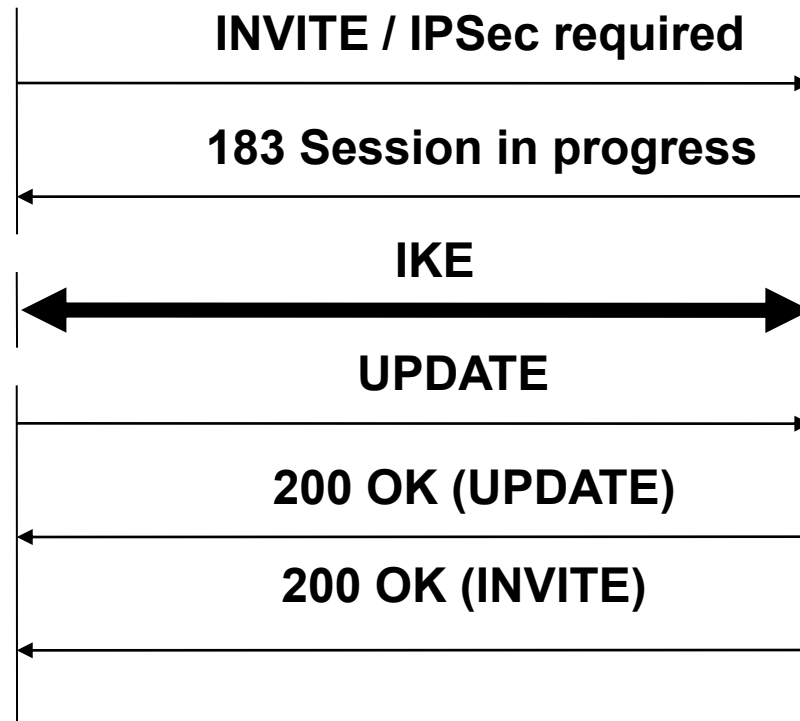 INVITE / IPSec required
183 Session in progress
IKE
UPDATE
200 OK (UPDATE)
200 OK (INVITE)